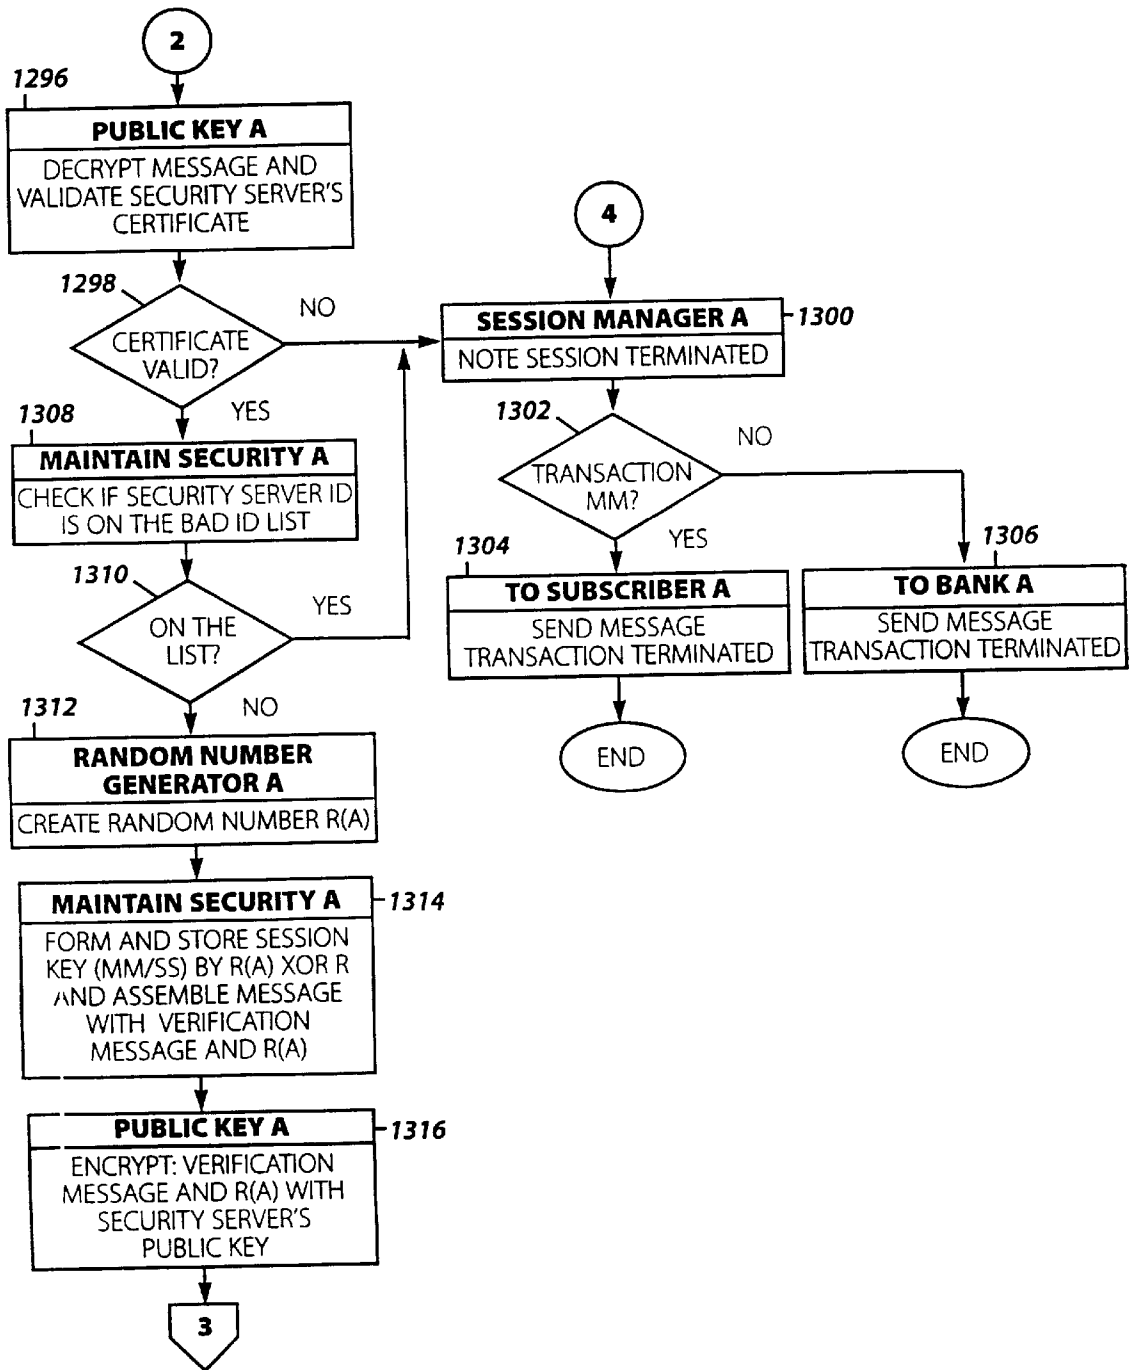 2
1296
PUBLIC KEY A
DECRYPT MESSAGE AND
VALIDATE SECURITY SERVER'S
CERTIFICATE
1298
CERTIFICATE
VALID?
NO
YES
1308
MAINTAIN SECURITY A
CHECK IF SECURITY SERVER ID
IS ON THE BAD ID LIST
1310
ON THE
LIST?
YES
NO
1312
RANDOM NUMBER
GENERATOR A
CREATE RANDOM NUMBER R(A)
MAINTAIN SECURITY A
1314
FORM AND STORE SESSION
KEY (MM/SS) BY R(A) XOR R
AND ASSEMBLE MESSAGE
WITH VERIFICATION
MESSAGE AND R(A)
PUBLIC KEY A
1316
ENCRYPT: VERIFICATION
MESSAGE AND R(A) WITH
SECURITY SERVER'S
PUBLIC KEY
3
4
SESSION MANAGER A
1300
NOTE SESSION TERMINATED
1302
TRANSACTION
MM?
NO
YES
1304
TO SUBSCRIBER A
SEND MESSAGE
TRANSACTION TERMINATED
END
1306
TO BANK A
SEND MESSAGE
TRANSACTION TERMINATED
END